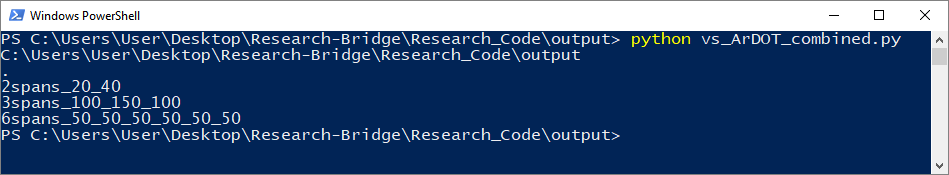 Windows PowerShell
PS C:\Users\User\Desktop\Research-Bridge\Research_Code\output> python vs_ArDOT_combined.py
C:\Users\User\Desktop\Research-Bridge\Research_Code\output
.
2spans_20_40
3spans_100_150_100
6spans_50_50_50_50_50_50
PS C:\Users\User\Desktop\Research-Bridge\Research_Code\output>